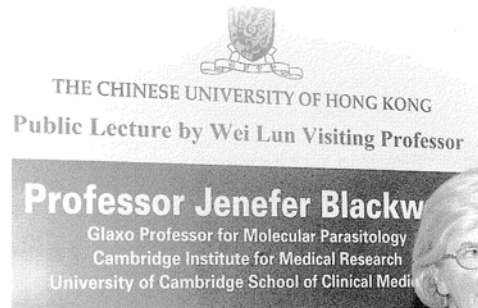 THE CHINESE UNIVERSITY OF HONG KONG
Public Lecture by Wei Lun Visiting Professor
Professor Jenefer Blackw
Glaxo Professor for Molecular Parasitology
Cambridge Institute for Medical Research
University of Cambridge School of Clinical Medic